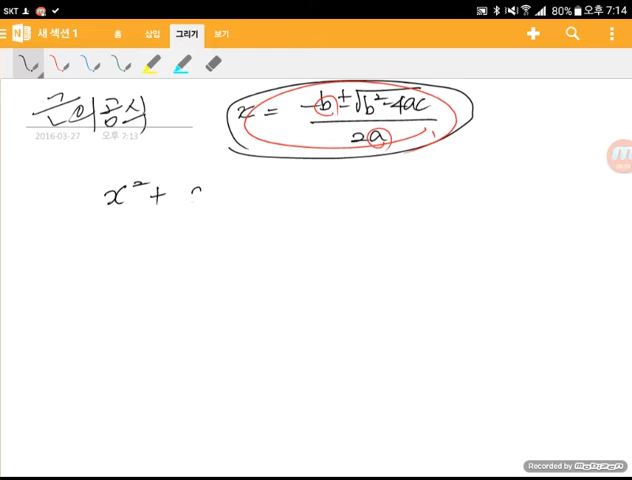 SKT 80% 오후 7:14
새 섹션 1 홈 삽입 그리기 보기
근의 공식
x = -b ± √b² - 4ac / 2a
2016-03-27 오후 7:13
x² +
Recorded by Mobizen